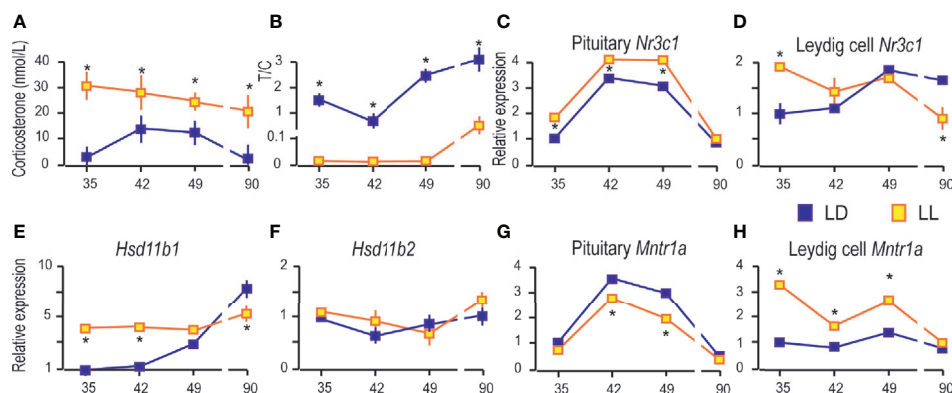 A
Corticosterone (nmol/L)
40
30
20
10
0
* * * *
35 42 49 90
B
T/C
4
3
2
1
0.1
0
* * * *
35 42 49 90
C
Pituitary Nr3c1
Relative expression
4
3
2
1
0
* * *
35 42 49 90
D
Leydig cell Nr3c1
2
1
0
* *
35 42 49 90
LD LL
E
Hsd11b1
Relative expression
10
5
1
* * *
35 42 49 90
F
Hsd11b2
2
1
0
35 42 49 90
G
Pituitary Mntr1a
4
3
2
1
0
* *
35 42 49 90
H
Leydig cell Mntr1a
4
3
2
1
0
* * *
35 42 49 90